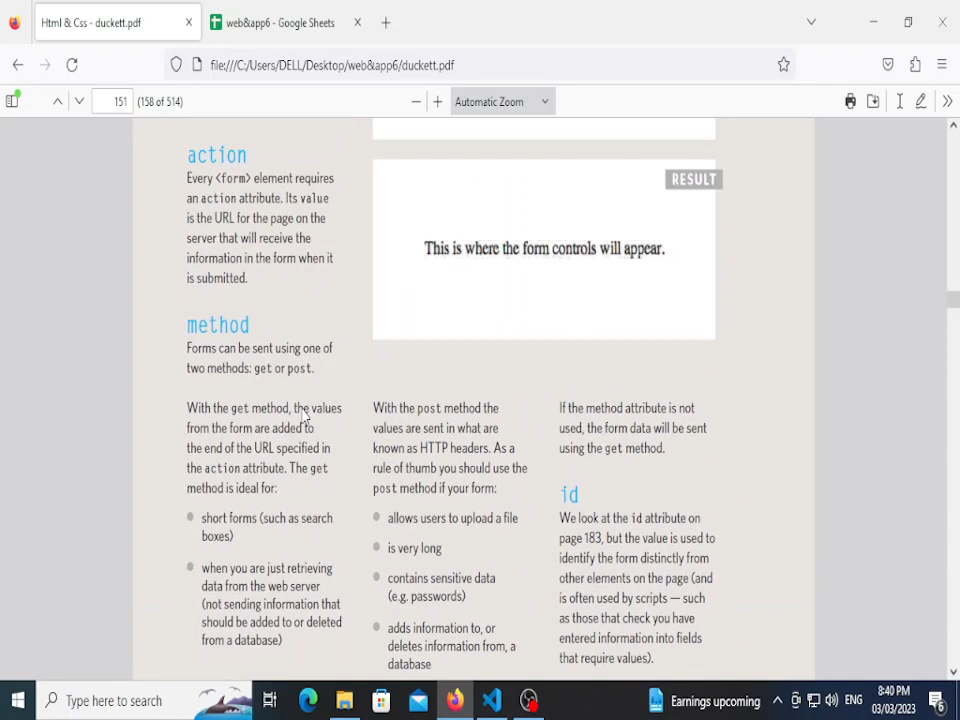 Html & Css - duckett.pdf
web&app6 - Google Sheets
file:///C:/Users/DELL/Desktop/web&app6/duckett.pdf
151 (158 of 514)
Automatic Zoom
action
Every <form> element requires
an action attribute. Its value
is the URL for the page on the
server that will receive the
information in the form when it
is submitted.
RESULT
This is where the form controls will appear.
method
Forms can be sent using one of
two methods: get or post.
With the get method, the values
from the form are added to
the end of the URL specified in
the action attribute. The get
method is ideal for:
short forms (such as search
boxes)
when you are just retrieving
data from the web server
(not sending information that
should be added to or deleted
from a database)
With the post method the
values are sent in what are
known as HTTP headers. As a
rule of thumb you should use the
post method if your form:
allows users to upload a file
is very long
contains sensitive data
(e.g. passwords)
adds information to, or
deletes information from, a
database
If the method attribute is not
used, the form data will be sent
using the get method.
id
We look at the id attribute on
page 183, but the value is used to
identify the form distinctly from
other elements on the page (and
is often used by scripts — such
as those that check you have
entered information into fields
that require values).
Type here to search
Earnings upcoming
ENG
8:40 PM
03/03/2023
6